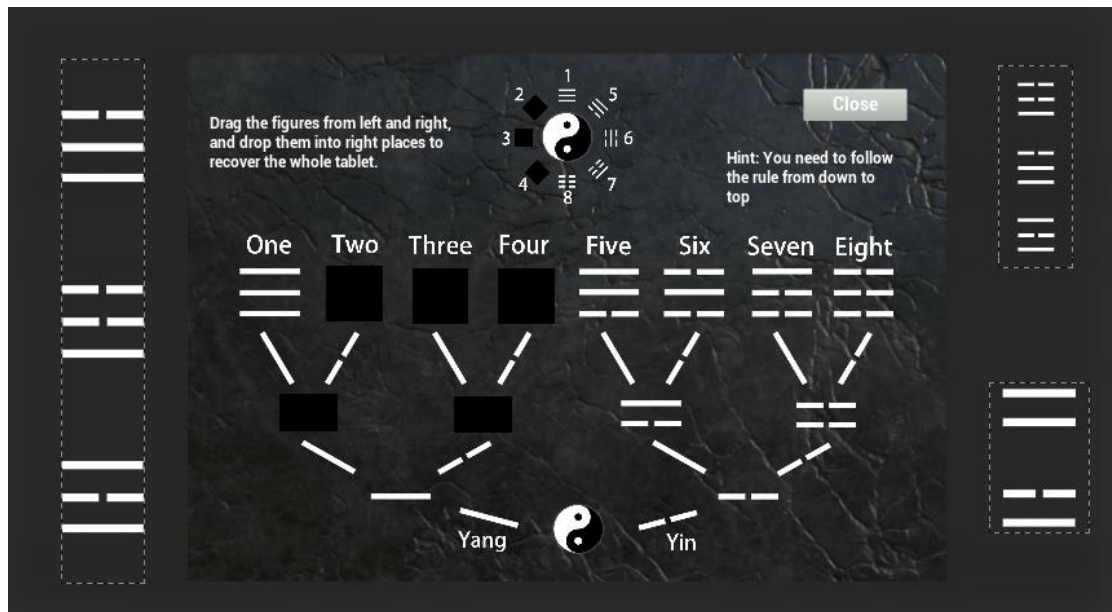 1
2
5
Close
Drag the figures from left and right,
and drop them into right places to
recover the whole tablet.
3
6
Hint: You need to follow
the rule from down to
top
4
7
8
One Two Three Four Five Six Seven Eight
Yang
Yin